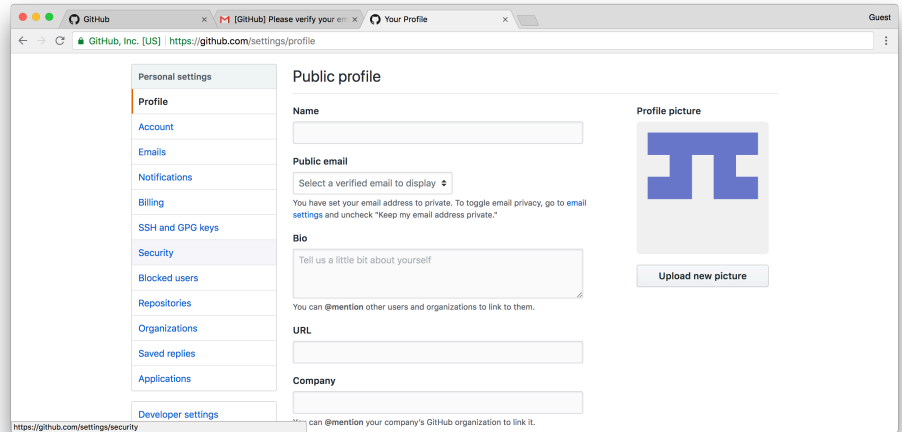 GitHub
[GitHub] Please verify your em
Your Profile
Guest
GitHub, Inc. [US] | https://github.com/settings/profile
Personal settings
Profile
Account
Emails
Notifications
Billing
SSH and GPG keys
Security
Blocked users
Repositories
Organizations
Saved replies
Applications
Developer settings
Public profile
Name
Public email
Select a verified email to display
You have set your email address to private. To toggle email privacy, go to email
settings and uncheck "Keep my email address private."
Bio
Tell us a little bit about yourself
You can @mention other users and organizations to link to them.
URL
Company
can @mention your company's GitHub organization to link it.
Profile picture
Upload new picture
https://github.com/settings/security